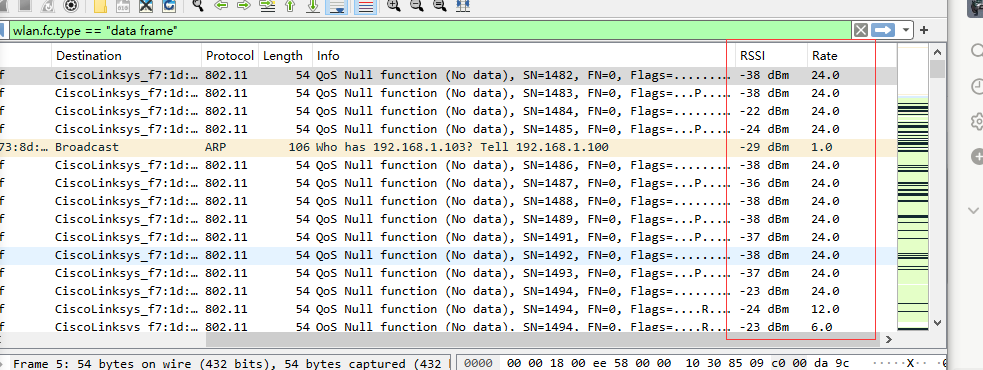 wlan.fc.type == "data frame"
Destination Protocol Length Info RSSI Rate
f CiscoLinksys_f7:1d:… 802.11 54 QoS Null function (No data), SN=1482, FN=0, Flags=........… -38 dBm 24.0
f CiscoLinksys_f7:1d:… 802.11 54 QoS Null function (No data), SN=1483, FN=0, Flags=...P....… -38 dBm 24.0
f CiscoLinksys_f7:1d:… 802.11 54 QoS Null function (No data), SN=1484, FN=0, Flags=........… -22 dBm 24.0
f CiscoLinksys_f7:1d:… 802.11 54 QoS Null function (No data), SN=1485, FN=0, Flags=...P....… -24 dBm 24.0
73:8d:… Broadcast ARP 106 Who has 192.168.1.103? Tell 192.168.1.100 -29 dBm 1.0
f CiscoLinksys_f7:1d:… 802.11 54 QoS Null function (No data), SN=1486, FN=0, Flags=........… -38 dBm 24.0
f CiscoLinksys_f7:1d:… 802.11 54 QoS Null function (No data), SN=1487, FN=0, Flags=...P....… -36 dBm 24.0
f CiscoLinksys_f7:1d:… 802.11 54 QoS Null function (No data), SN=1488, FN=0, Flags=........… -38 dBm 24.0
f CiscoLinksys_f7:1d:… 802.11 54 QoS Null function (No data), SN=1489, FN=0, Flags=...P....… -38 dBm 24.0
f CiscoLinksys_f7:1d:… 802.11 54 QoS Null function (No data), SN=1491, FN=0, Flags=...P....… -37 dBm 24.0
f CiscoLinksys_f7:1d:… 802.11 54 QoS Null function (No data), SN=1492, FN=0, Flags=........… -38 dBm 24.0
f CiscoLinksys_f7:1d:… 802.11 54 QoS Null function (No data), SN=1493, FN=0, Flags=...P....… -37 dBm 24.0
f CiscoLinksys_f7:1d:… 802.11 54 QoS Null function (No data), SN=1494, FN=0, Flags=........… -23 dBm 24.0
f CiscoLinksys_f7:1d:… 802.11 54 QoS Null function (No data), SN=1494, FN=0, Flags=....R...… -24 dBm 12.0
f CiscoLinksys_f7:1d:… 802.11 54 QoS Null function (No data), SN=1494, FN=0, Flags=....R...… -23 dBm 6.0
Frame 5: 54 bytes on wire (432 bits), 54 bytes captured (432
0000 00 00 18 00 ee 58 00 00 10 30 85 09 c0 00 da 9c ·····X··